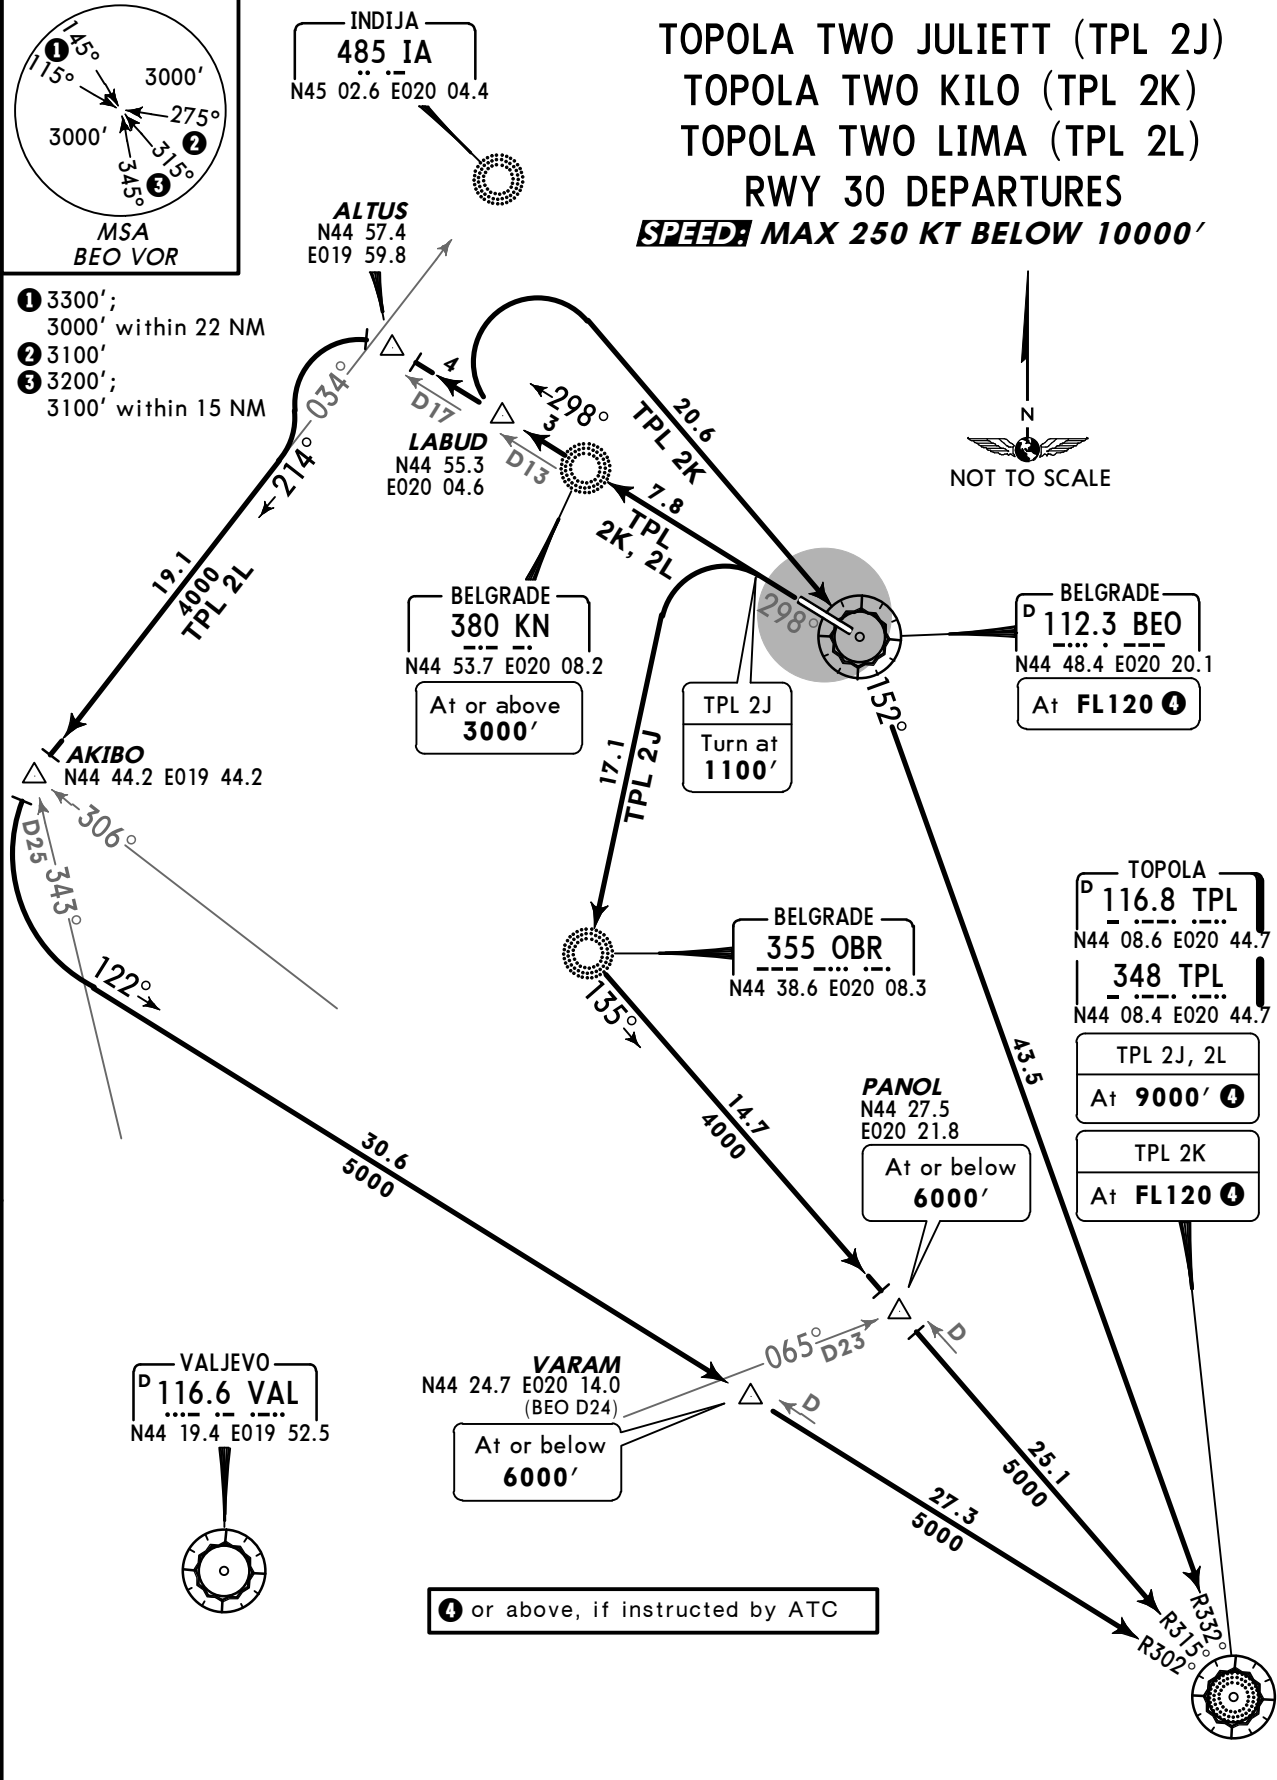 145°
❶
115°
3000'
3000'
275°
❷
315°
❸
345°
MSA
BEO VOR
❶ 3300';
3000' within 22 NM
❷ 3100'
❸ 3200';
3100' within 15 NM
INDIJA
485 IA
N45 02.6 E020 04.4
TOPOLA TWO JULIETT (TPL 2J)
TOPOLA TWO KILO (TPL 2K)
TOPOLA TWO LIMA (TPL 2L)
RWY 30 DEPARTURES
SPEED: MAX 250 KT BELOW 10000'
N
NOT TO SCALE
ALTUS
N44 57.4
E019 59.8
034°
214°
19.1
4000
TPL 2L
4
D17
LABUD
N44 55.3
E020 04.6
298°
3
D13
20.6
TPL 2K
7.8
TPL
2K, 2L
298°
BELGRADE
380 KN
N44 53.7 E020 08.2
At or above
3000'
TPL 2J
Turn at
1100'
BELGRADE
D 112.3 BEO
N44 48.4 E020 20.1
At FL120 ❹
152°
17.1
TPL 2J
AKIBO
N44 44.2 E019 44.2
306°
D25
343°
122°
BELGRADE
355 OBR
N44 38.6 E020 08.3
135°
TOPOLA
D 116.8 TPL
N44 08.6 E020 44.7
348 TPL
N44 08.4 E020 44.7
TPL 2J, 2L
At 9000' ❹
TPL 2K
At FL120 ❹
43.5
PANOL
N44 27.5
E020 21.8
At or below
6000'
14.7
4000
30.6
5000
065°
D23
D
VARAM
N44 24.7 E020 14.0
(BEO D24)
At or below
6000'
D
VALJEVO
D 116.6 VAL
N44 19.4 E019 52.5
25.1
5000
27.3
5000
❹ or above, if instructed by ATC
R332°
R315°
R302°